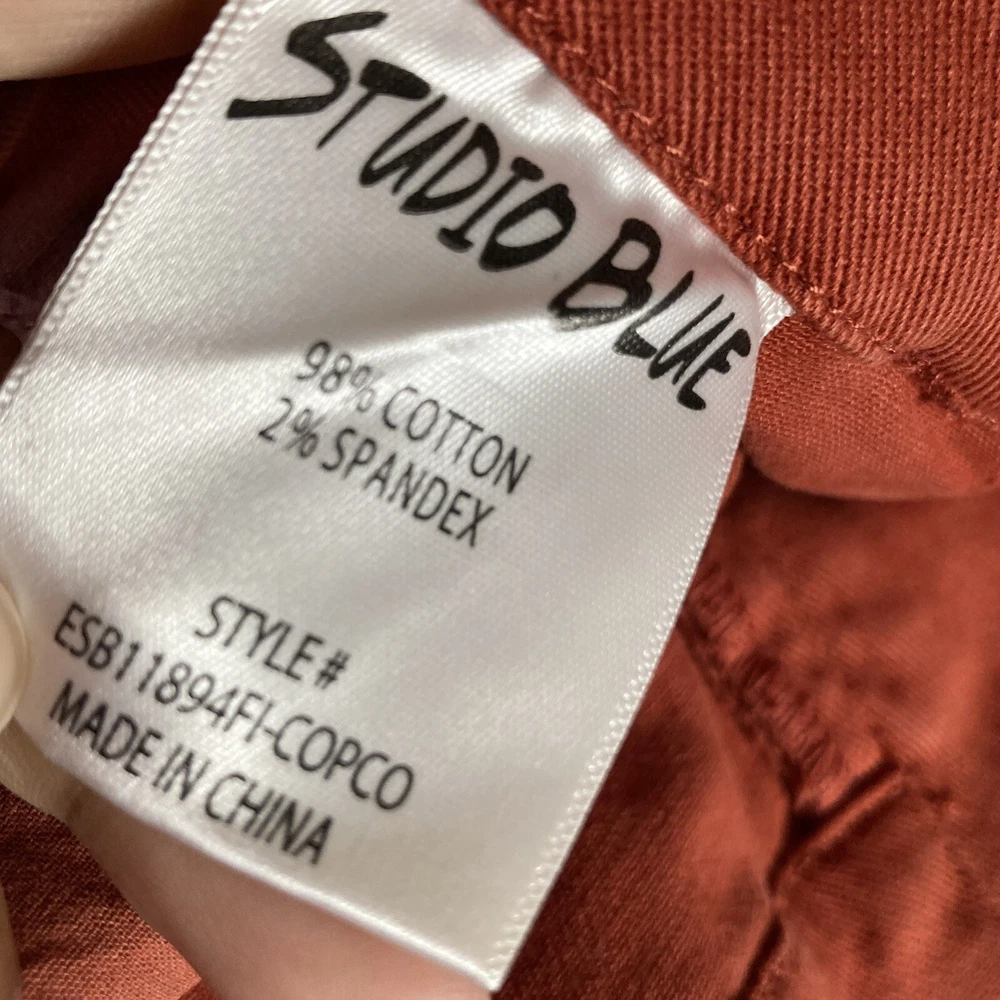 STUDIO BLUE
98% COTTON
2% SPANDEX
STYLE #
ESB11894FI-COPCO
MADE IN CHINA